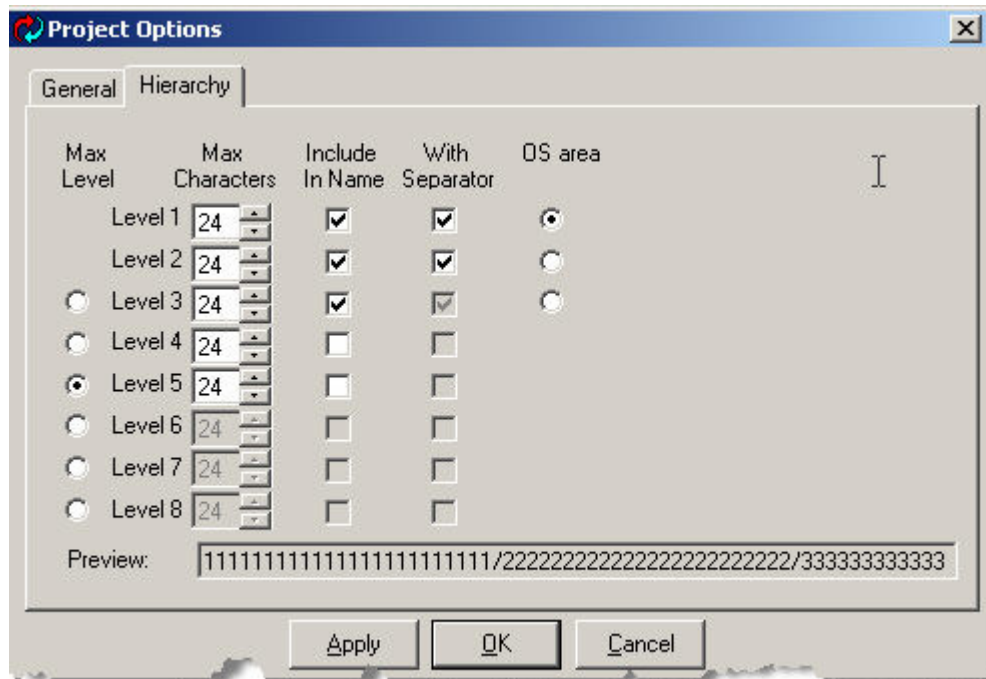 Project Options
General Hierarchy
Max Level Max Characters Include In Name With Separator OS area
Level 1 24
Level 2 24
Level 3 24
Level 4 24
Level 5 24
Level 6 24
Level 7 24
Level 8 24
Preview: 111111111111111111111111/222222222222222222222222/333333333333
Apply OK Cancel